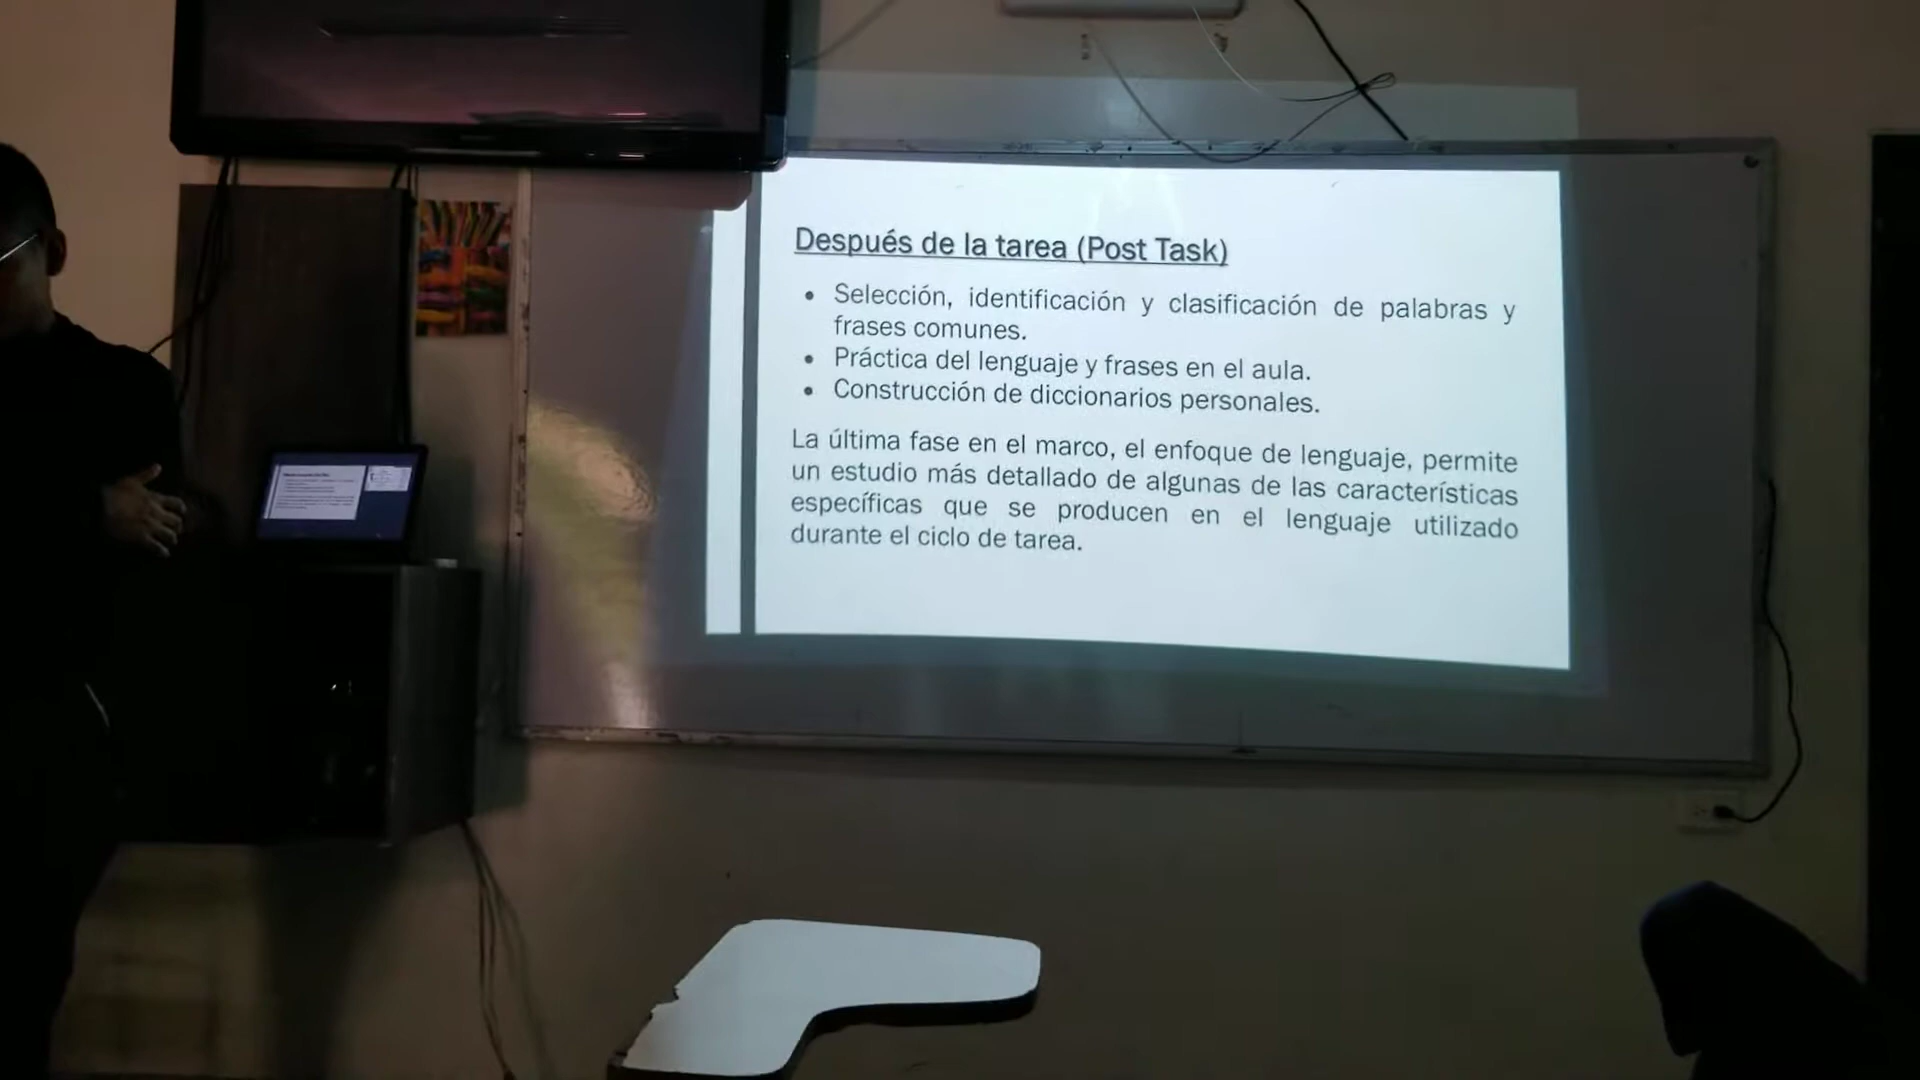 Después de la tarea (Post Task)
• Selección, identificación y clasificación de palabras y
frases comunes.
• Práctica del lenguaje y frases en el aula.
• Construcción de diccionarios personales.
La última fase en el marco, el enfoque de lenguaje, permite
un estudio más detallado de algunas de las características
específicas que se producen en el lenguaje utilizado
durante el ciclo de tarea.